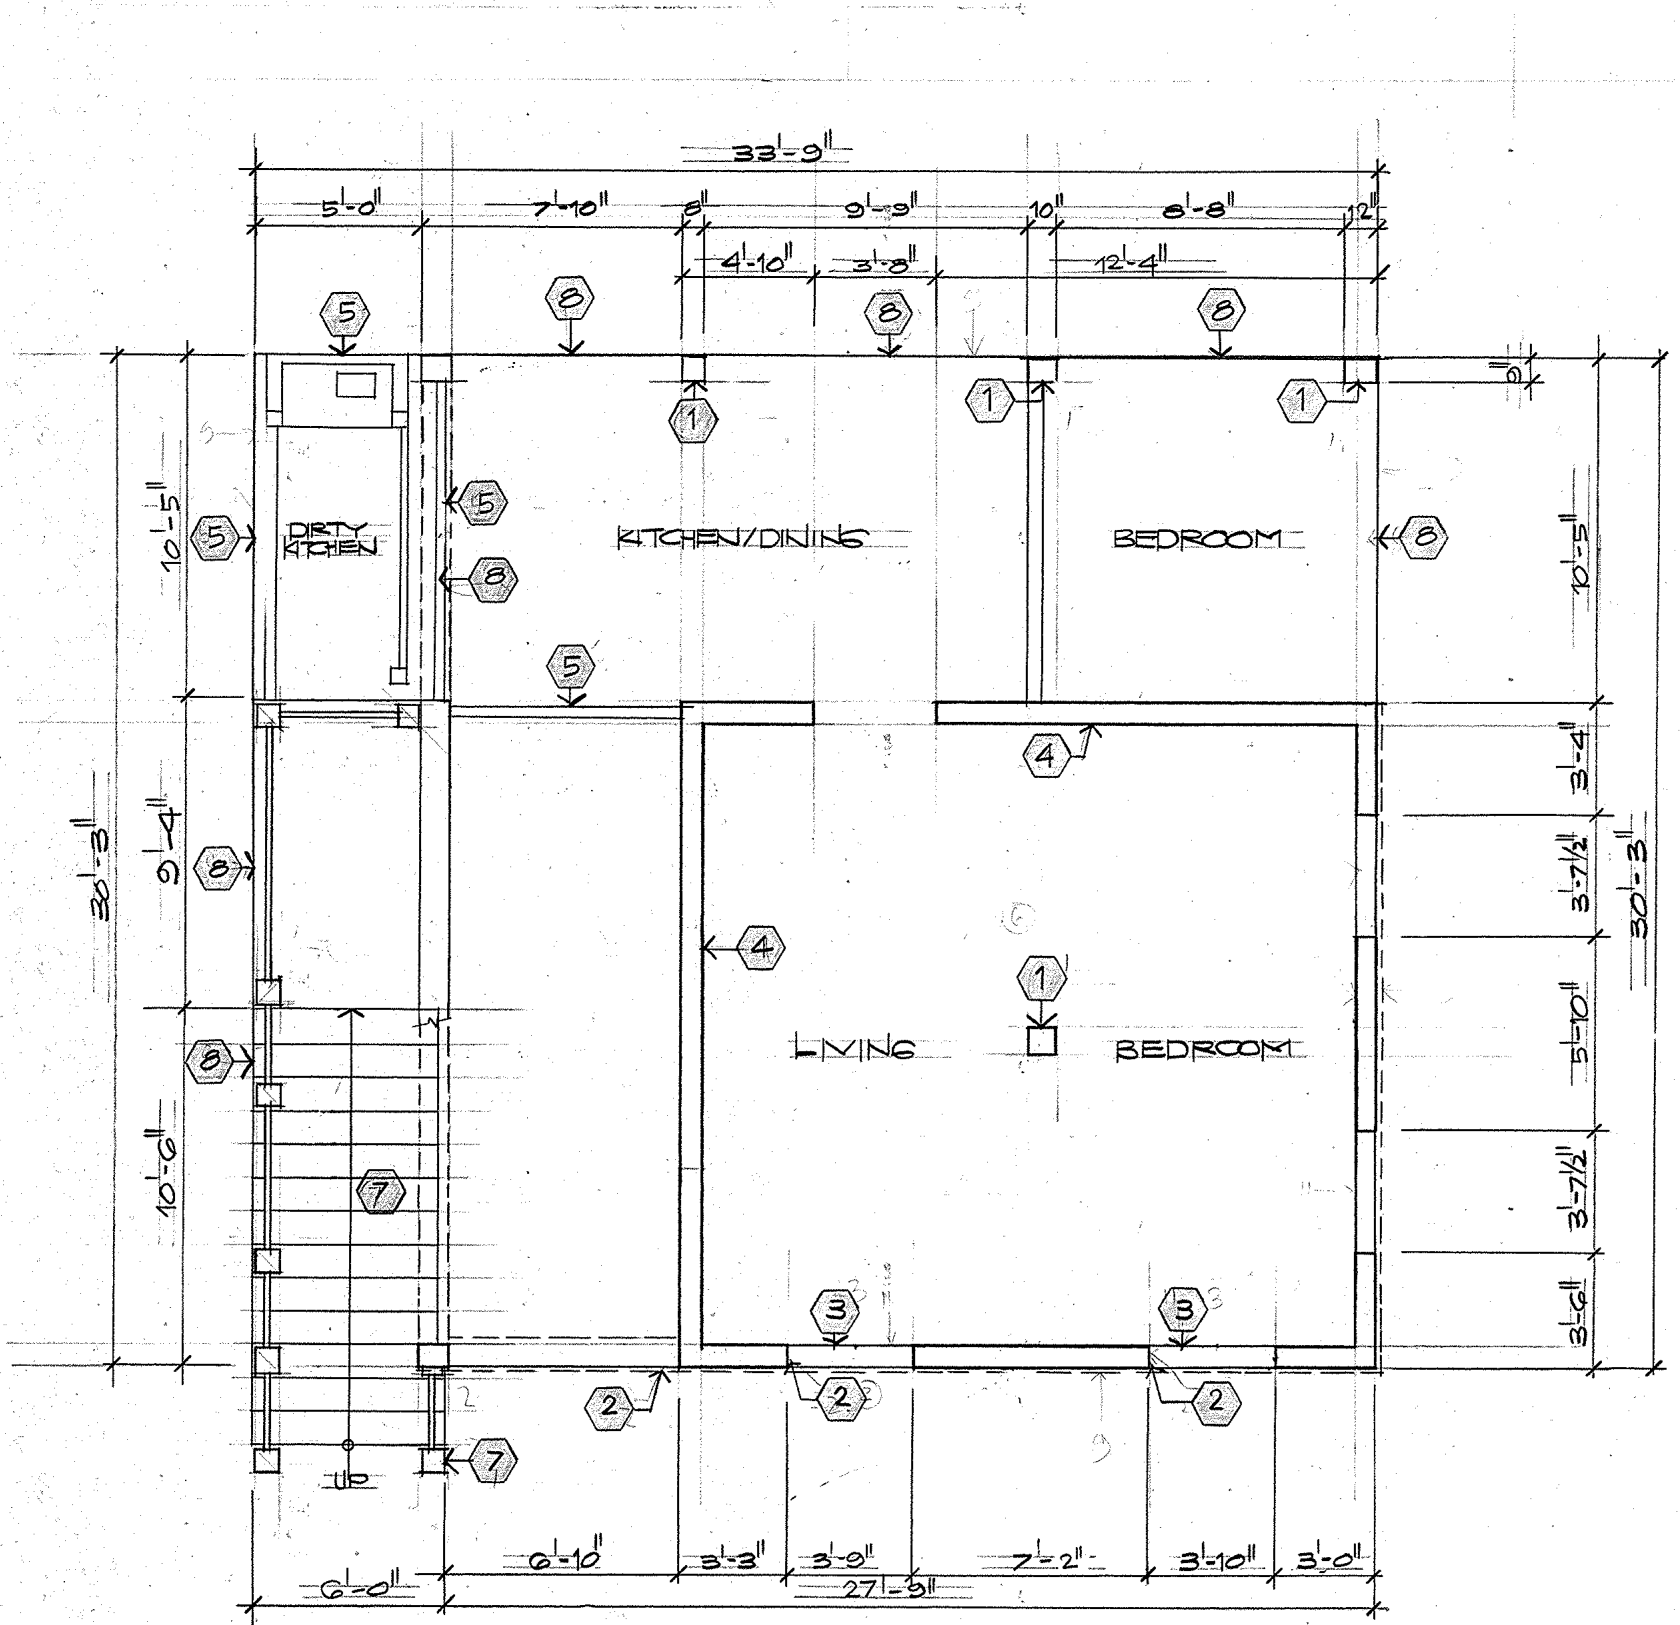 33'-9"
5'-0" 7'-10" 8" 9'-9" 10" 8'-8" 12"
4'-10" 3'-8" 12'-4"
5 8 8 8
9"
1 1 1
10'-5" 5 DIRTY KITCHEN 5 KITCHEN/DINING BEDROOM 8 10'-5"
8
5
4
3'-4"
30'-3" 9'-4" 8 3'-7 1/2" 30'-3"
4
1
8 LIVING BEDROOM 5'-10"
10'-6" 7 3'-7 1/2"
3 3 3'-6"
2 2 2
7
UP
6'-10" 3'-3" 3'-9" 7'-2" 3'-10" 3'-0"
6'-0" 27'-9"